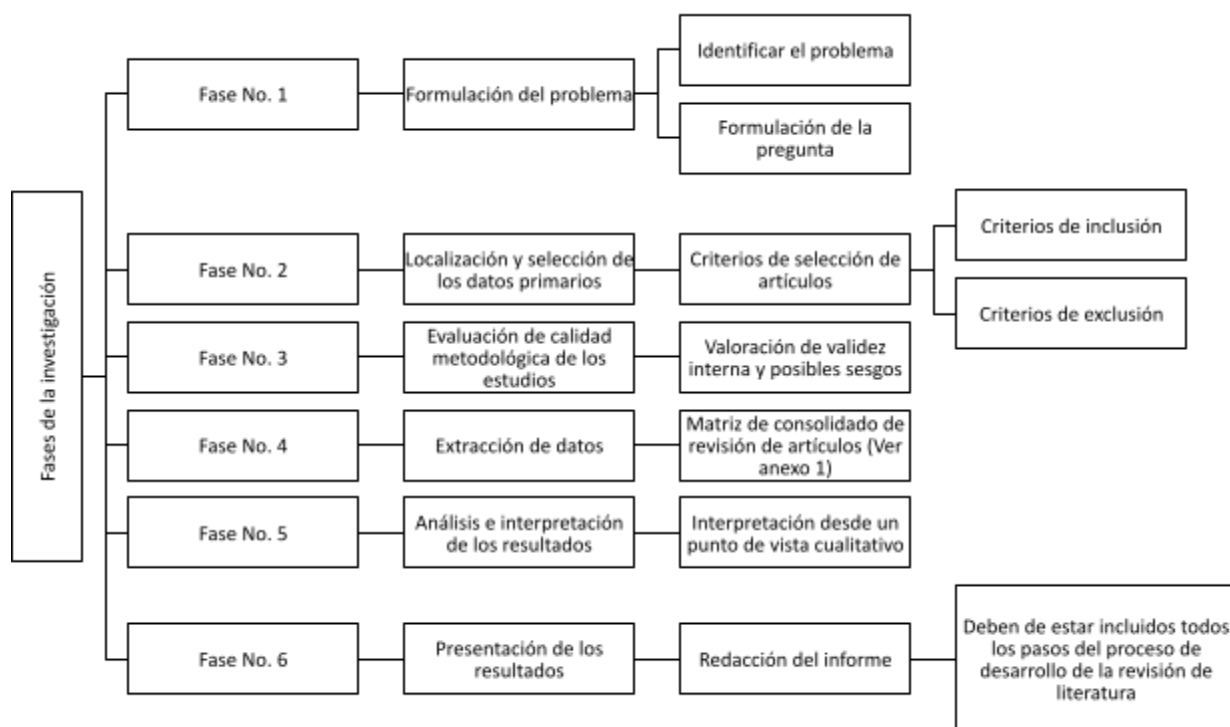 Fases de la investigación
Fase No. 1
Formulación del problema
Identificar el problema
Formulación de la
pregunta
Fase No. 2
Localización y selección de
los datos primarios
Criterios de selección de
artículos
Criterios de inclusión
Criterios de exclusión
Fase No. 3
Evaluación de calidad
metodológica de los
estudios
Valoración de validez
interna y posibles sesgos
Fase No. 4
Extracción de datos
Matriz de consolidado de
revisión de artículos (Ver
anexo 1)
Fase No. 5
Análisis e interpretación
de los resultados
Interpretación desde un
punto de vista cualitativo
Fase No. 6
Presentación de los
resultados
Redacción del informe
Deben de estar incluidos todos
los pasos del proceso de
desarrollo de la revisión de
literatura